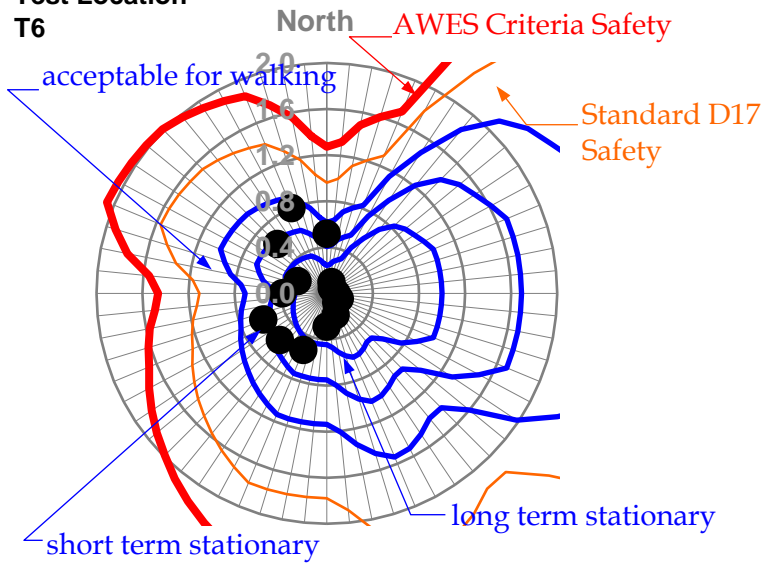 Test Location
T6
North
AWES Criteria Safety
2.0
acceptable for walking
1.6
Standard D17
Safety
1.2
0.8
0.4
0.0
long term stationary
short term stationary